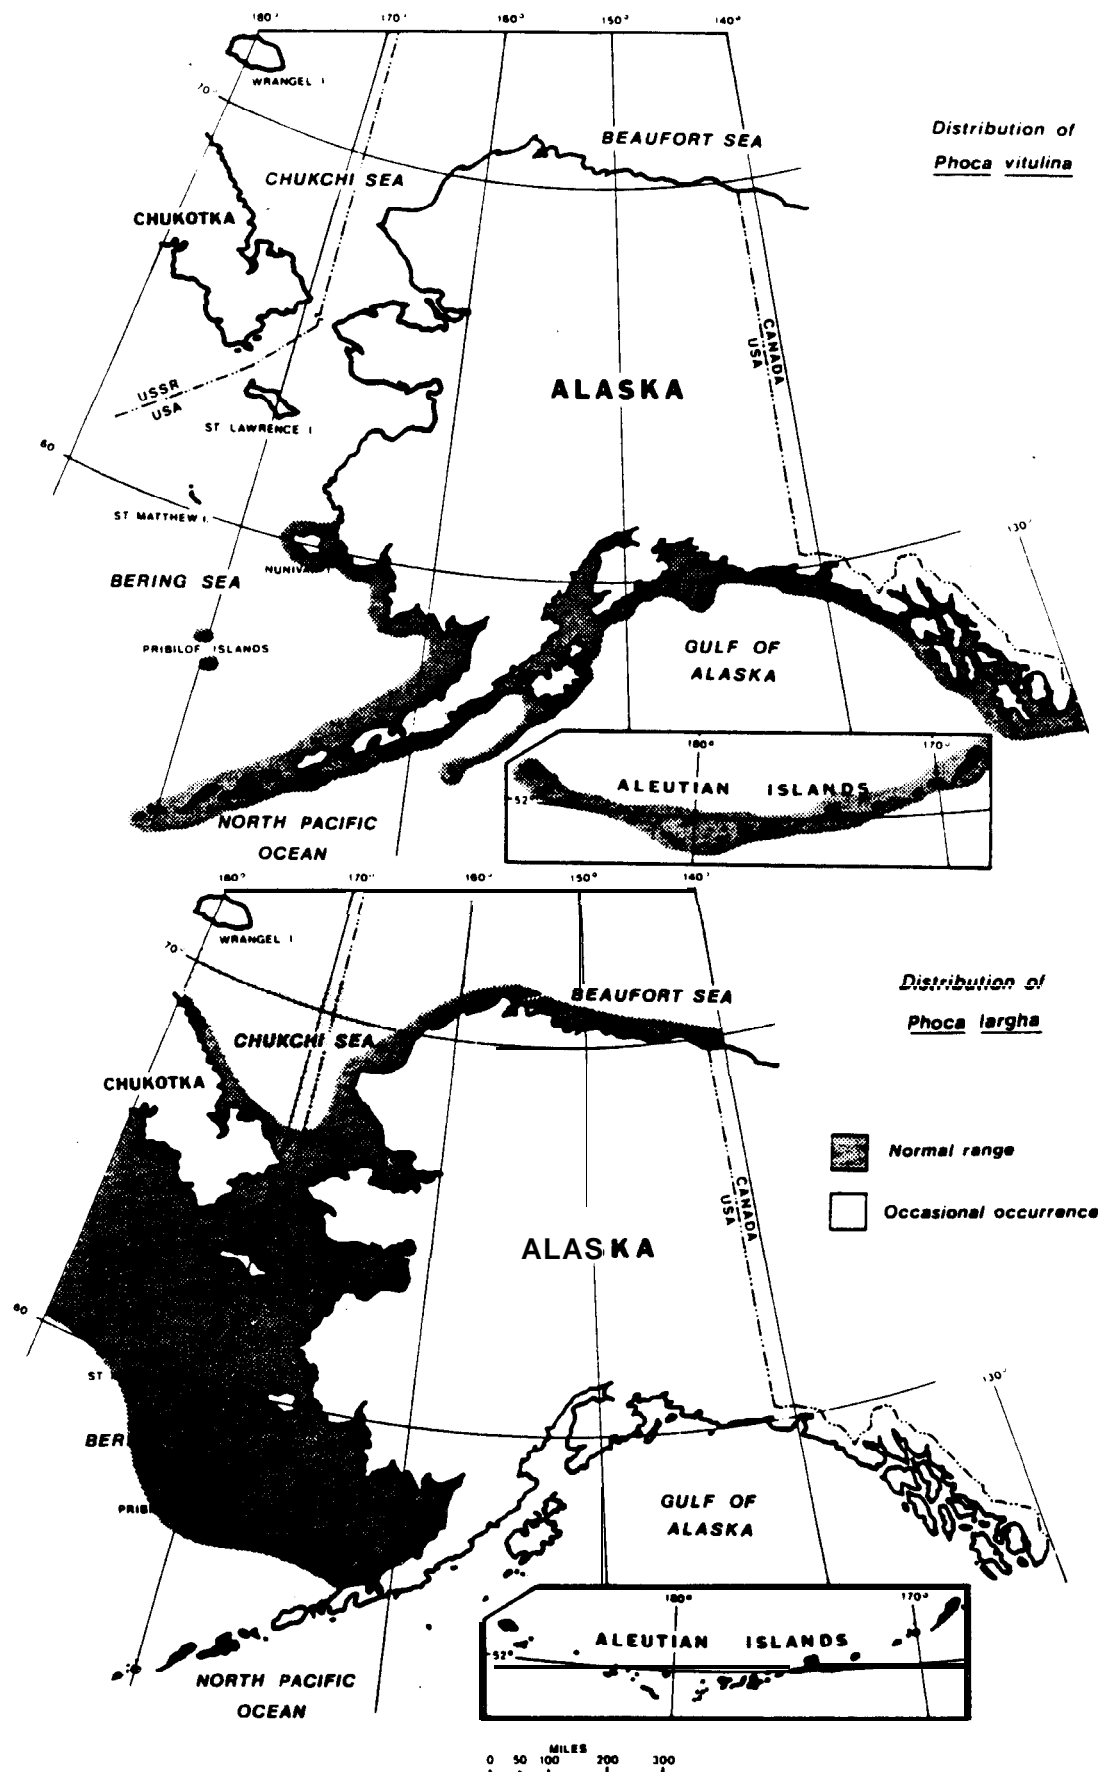 180° 170° 160° 150° 140°
WRANGEL I
70°
BEAUFORT SEA
Distribution of
Phoca vitulina
CHUKCHI SEA
CHUKOTKA
CANADA
USA
USSR
USA
ALASKA
ST LAWRENCE I
60
ST MATTHEW I.
130°
BERING SEA
PRIBILOF ISLANDS
GULF OF
ALASKA
180° 170°
ALEUTIAN ISLANDS
52°
NORTH PACIFIC
OCEAN
180° 170° 160° 150° 140°
WRANGEL I
70°
BEAUFORT SEA
Distribution of
Phoca largha
CHUKCHI SEA
CHUKOTKA
Normal range
Occasional occurrence
CANADA
USA
ALASKA
60
ST
130°
BER
PRIB
GULF OF
ALASKA
180° 170°
ALEUTIAN ISLANDS
52°
NORTH PACIFIC
OCEAN
MILES
0 50 100 200 300